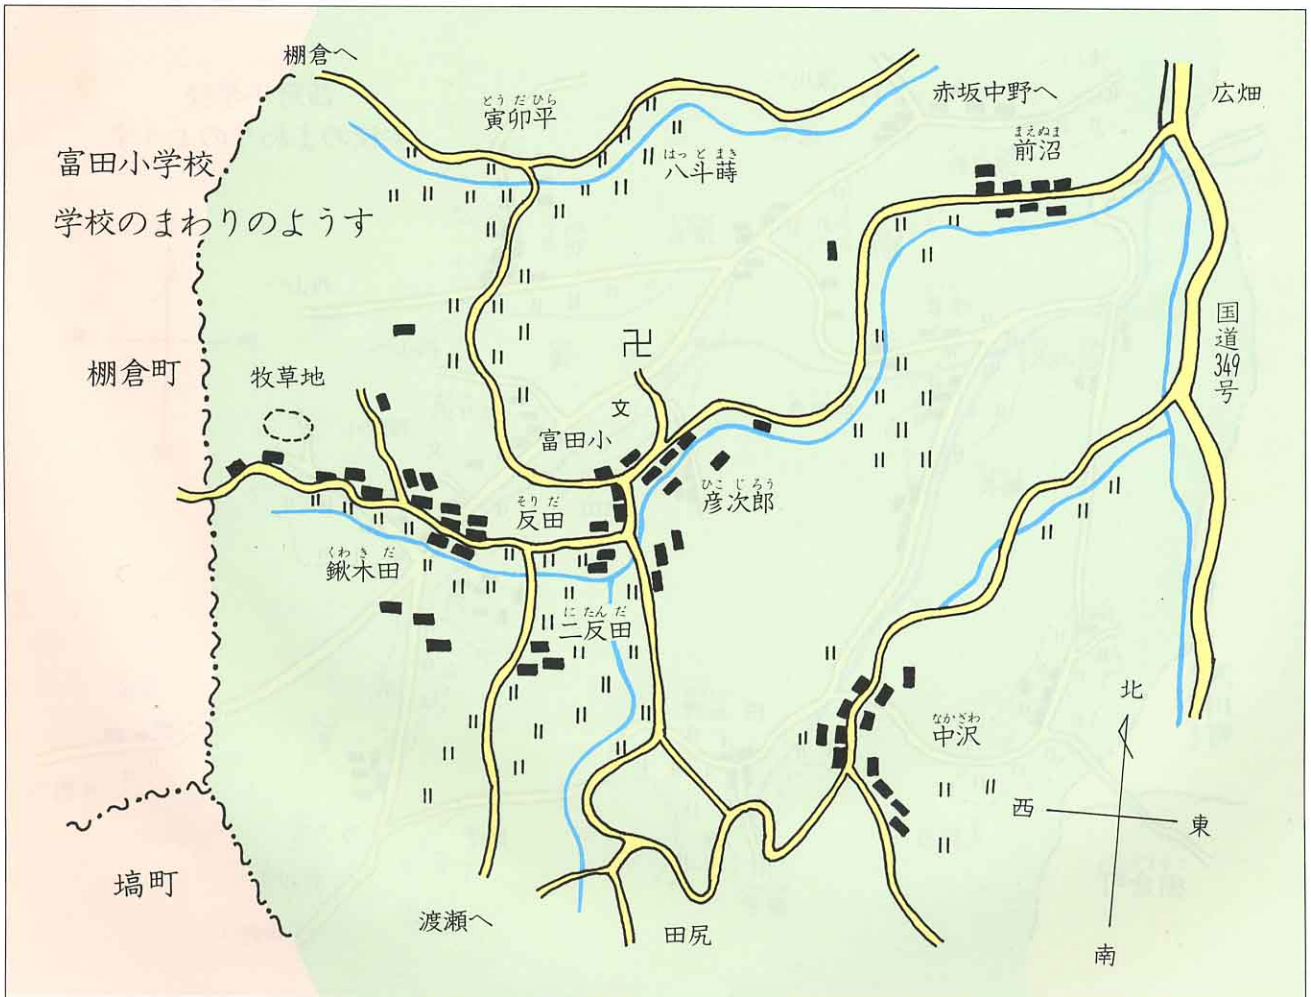 棚倉へ
富田小学校
学校のまわりのようす
とうだひら
寅卯平
はっとまき
八斗蒔
赤坂中野へ
まえぬま
前沼
広畑
国道349号
棚倉町
牧草地
卍
文
富田小
ひこじろう
彦次郎
そりだ
反田
くわきだ
鍬木田
にたんだ
二反田
なかざわ
中沢
北
西
東
南
塙町
渡瀬へ
田尻